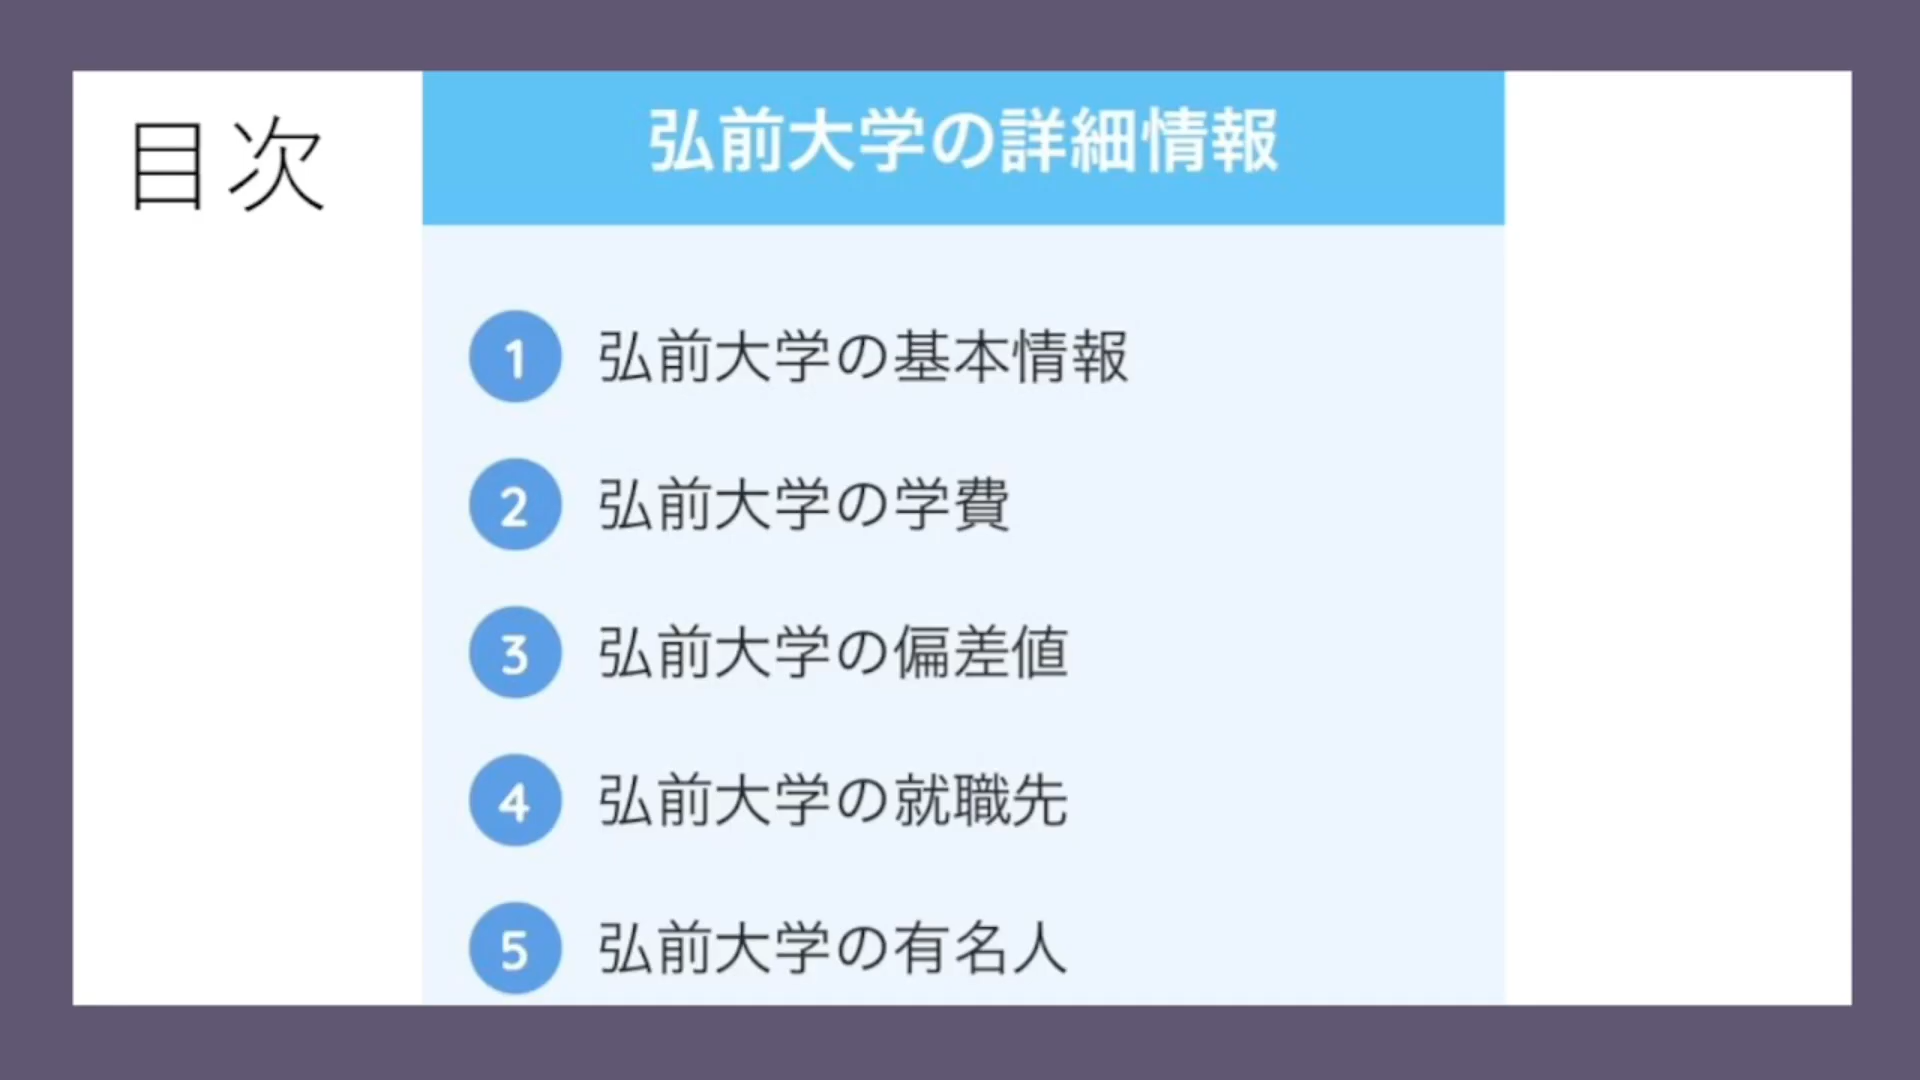 目次
弘前大学の詳細情報
1 弘前大学の基本情報
2 弘前大学の学費
3 弘前大学の偏差値
4 弘前大学の就職先
5 弘前大学の有名人